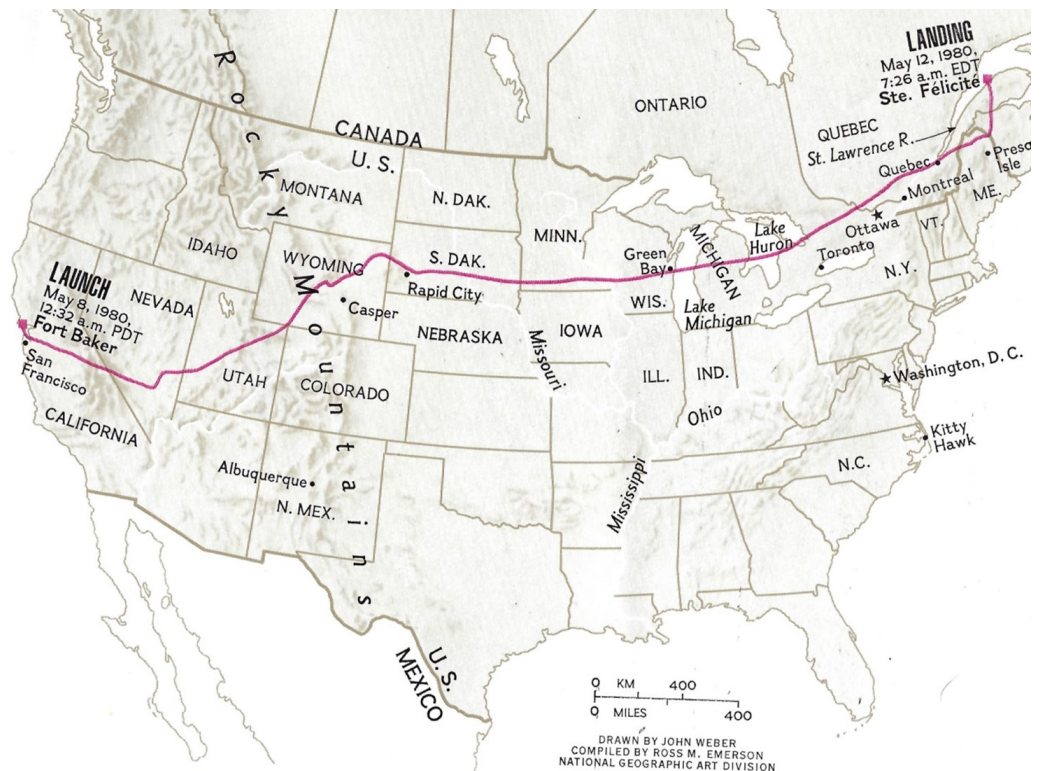 LANDING
May 12, 1980,
7:26 a.m. EDT
Ste. Félicité
ONTARIO
QUEBEC
St. Lawrence R.
CANADA
U.S.
Rocky Mountains
MONTANA
N. DAK.
MINN.
Quebec
Presq
Isle
Montreal
ME.
Ottawa
VT.
Lake
Huron
Toronto
N.Y.
IDAHO
WYOMING
S. DAK.
Rapid City
Green
Bay
MICHIGAN
WIS.
Lake
Michigan
LAUNCH
May 8, 1980,
12:32 a.m. PDT
Fort Baker
NEVADA
Casper
NEBRASKA
IOWA
Missouri
San
Francisco
UTAH
COLORADO
ILL.
IND.
Ohio
Washington, D.C.
CALIFORNIA
Kitty
Hawk
N.C.
Albuquerque
N. MEX.
Mississippi
U.S.
MEXICO
0 KM 400
0 MILES 400
DRAWN BY JOHN WEBER
COMPILED BY ROSS M. EMERSON
NATIONAL GEOGRAPHIC ART DIVISION